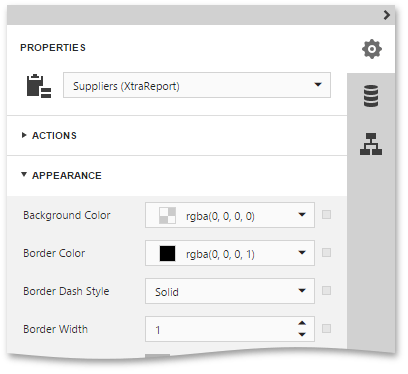 PROPERTIES
Suppliers (XtraReport)
ACTIONS
APPEARANCE
Background Color rgba(0, 0, 0, 0)
Border Color rgba(0, 0, 0, 1)
Border Dash Style Solid
Border Width 1